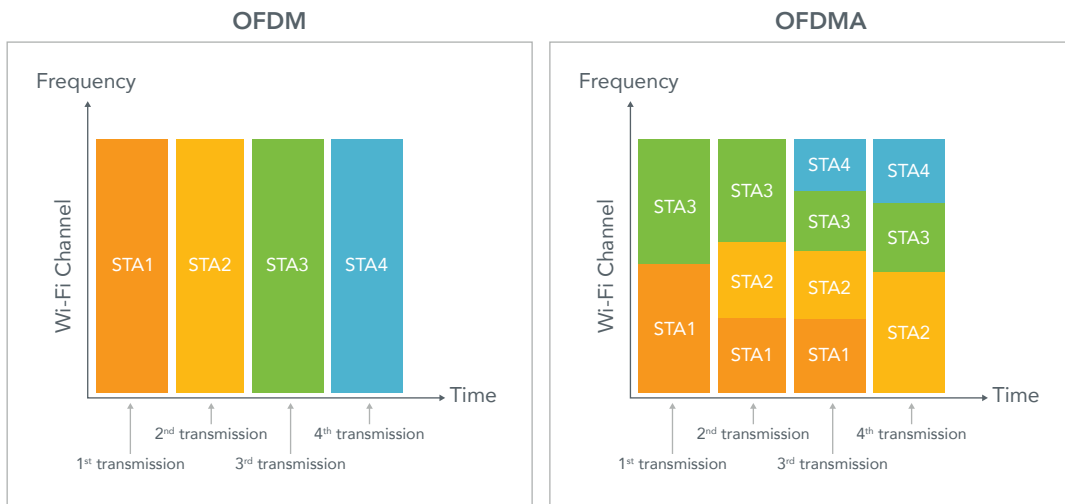 OFDM
Frequency
Wi-Fi Channel
STA1
STA2
STA3
STA4
Time
2nd transmission
4th transmission
1st transmission
3rd transmission
OFDMA
Frequency
Wi-Fi Channel
STA3
STA1
STA3
STA2
STA1
STA4
STA3
STA2
STA1
STA4
STA3
STA2
Time
2nd transmission
4th transmission
1st transmission
3rd transmission